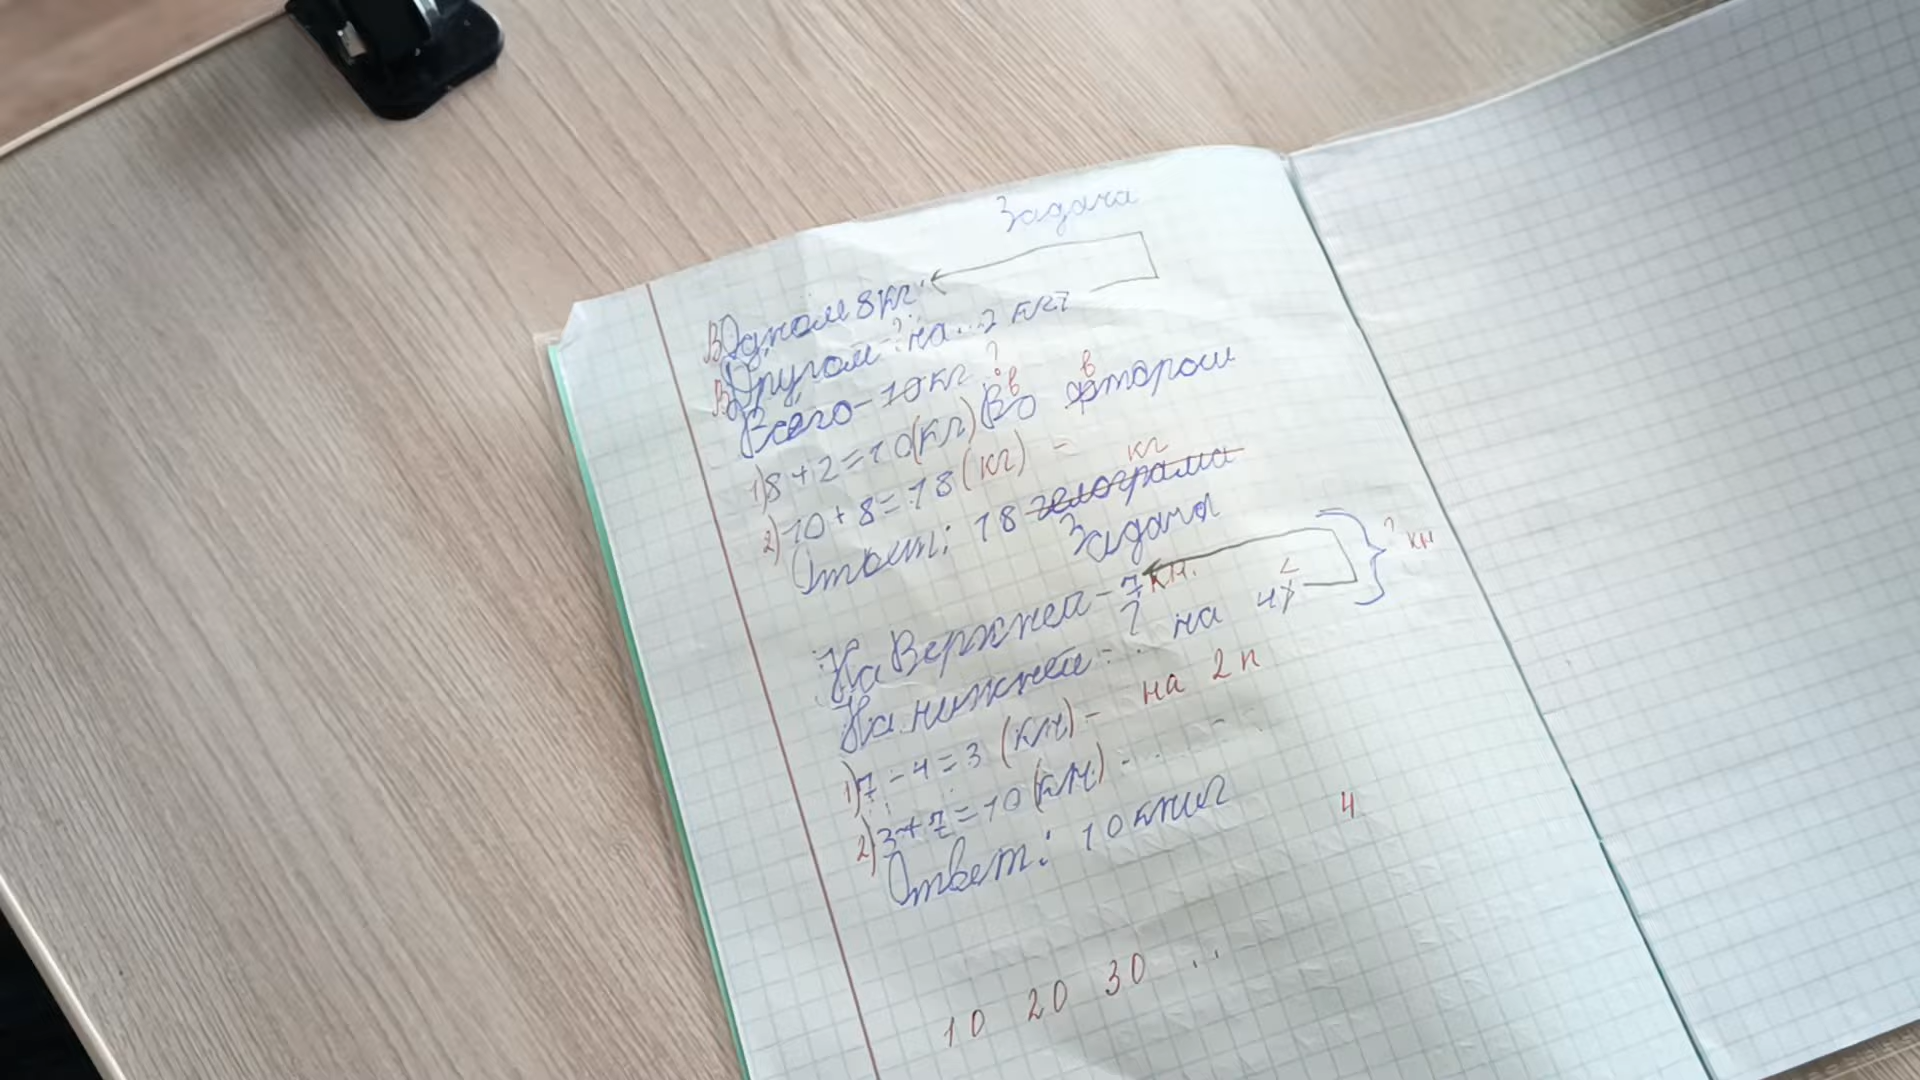 Задача
В Одном 8 кг.
В Другом - ? на 2 кг
Всего - 10 кг ?
1) 8 + 2 = 10 (кг) Во втором
2) 10 + 8 = 18 (кг) -
18 кг
Задача
На Верхней - 7 кн.
На нижней - ? на 4 <
? кн
1) 7 - 4 = 3 (кн) - на 2 п
2) 3 + 7 = 10 (кн.) -
Ответ: 10 книг
4
10 20 30 ..